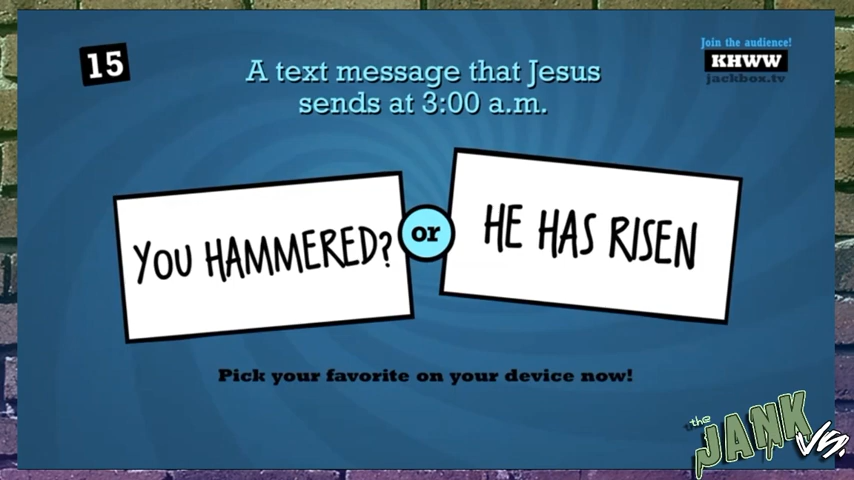 15
A text message that Jesus
sends at 3:00 a.m.
Join the audience!
KHWW
jackbox.tv
YOU HAMMERED?
or
HE HAS RISEN
Pick your favorite on your device now!
the
JANK
VS.